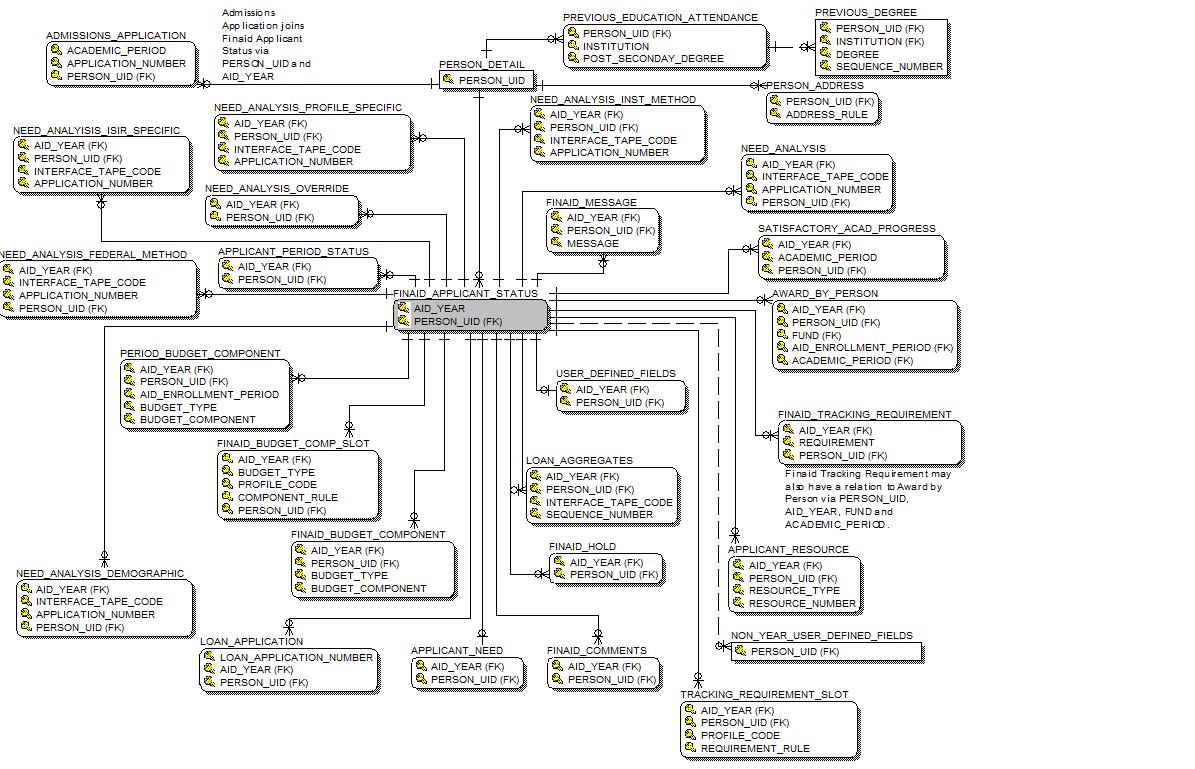 Admissions
Application joins
Finaid Applicant
Status via
PERSON_UID and
AID_YEAR
ADMISSIONS_APPLICATION
ACADEMIC_PERIOD
APPLICATION_NUMBER
PERSON_UID (FK)
PERSON_DETAIL
PERSON_UID
PREVIOUS_EDUCATION_ATTENDANCE
PERSON_UID (FK)
INSTITUTION
POST_SECONDAY_DEGREE
PREVIOUS_DEGREE
PERSON_UID (FK)
INSTITUTION (FK)
DEGREE
SEQUENCE_NUMBER
PERSON_ADDRESS
PERSON_UID (FK)
ADDRESS_RULE
NEED_ANALYSIS_PROFILE_SPECIFIC
AID_YEAR (FK)
PERSON_UID (FK)
INTERFACE_TAPE_CODE
APPLICATION_NUMBER
NEED_ANALYSIS_INST_METHOD
AID_YEAR (FK)
PERSON_UID (FK)
INTERFACE_TAPE_CODE
APPLICATION_NUMBER
NEED_ANALYISIS_ISIR_SPECIFIC
AID_YEAR (FK)
PERSON_UID (FK)
INTERFACE_TAPE_CODE
APPLICATION_NUMBER
NEED_ANALYSIS
AID_YEAR (FK)
INTERFACE_TAPE_CODE
APPLICATION_NUMBER
PERSON_UID (FK)
NEED_ANALYSIS_OVERRIDE
AID_YEAR (FK)
PERSON_UID (FK)
FINAID_MESSAGE
AID_YEAR (FK)
PERSON_UID (FK)
MESSAGE
SATISFACTORY_ACAD_PROGRESS
AID_YEAR (FK)
ACADEMIC_PERIOD
PERSON_UID (FK)
NEED_ANALYSIS_FEDERAL_METHOD
AID_YEAR (FK)
INTERFACE_TAPE_CODE
APPLICATION_NUMBER
PERSON_UID (FK)
APPLICANT_PERIOD_STATUS
AID_YEAR (FK)
PERSON_UID (FK)
FINAID_APPLICANT_STATUS
AID_YEAR
PERSON_UID (FK)
AWARD_BY_PERSON
AID_YEAR (FK)
PERSON_UID (FK)
FUND (FK)
AID_ENROLLMENT_PERIOD (FK)
ACADEMIC_PERIOD (FK)
PERIOD_BUDGET_COMPONENT
AID_YEAR (FK)
PERSON_UID (FK)
AID_ENROLLMENT_PERIOD
BUDGET_TYPE
BUDGET_COMPONENT
USER_DEFINED_FIELDS
AID_YEAR (FK)
PERSON_UID (FK)
FINAID_TRACKING_REQUIREMENT
AID_YEAR (FK)
REQUIREMENT
PERSON_UID (FK)
Finaid Tracking Requirement may
also have a relation to Award by
Person via PERSON_UID,
AID_YEAR, FUND and
ACADEMIC_PERIOD.
FINAID_BUDGET_COMP_SLOT
AID_YEAR (FK)
BUDGET_TYPE
PROFILE_CODE
COMPONENT_RULE
PERSON_UID (FK)
LOAN_AGGREGATES
AID_YEAR (FK)
PERSON_UID (FK)
INTERFACE_TAPE_CODE
SEQUENCE_NUMBER
FINAID_BUDGET_COMPONENT
AID_YEAR (FK)
PERSON_UID (FK)
BUDGET_TYPE
BUDGET_COMPONENT
FINAID_HOLD
AID_YEAR (FK)
PERSON_UID (FK)
APPLICANT_RESOURCE
AID_YEAR (FK)
PERSON_UID (FK)
RESOURCE_TYPE
RESOURCE_NUMBER
NEED_ANALYSIS_DEMOGRAPHIC
AID_YEAR (FK)
INTERFACE_TAPE_CODE
APPLICATION_NUMBER
PERSON_UID (FK)
NON_YEAR_USER_DEFINED_FIELDS
PERSON_UID (FK)
LOAN_APPLICATION
LOAN_APPLICATION_NUMBER
AID_YEAR (FK)
PERSON_UID (FK)
APPLICANT_NEED
AID_YEAR (FK)
PERSON_UID (FK)
FINAID_COMMENTS
AID_YEAR (FK)
PERSON_UID (FK)
TRACKING_REQUIREMENT_SLOT
AID_YEAR (FK)
PERSON_UID (FK)
PROFILE_CODE
REQUIREMENT_RULE